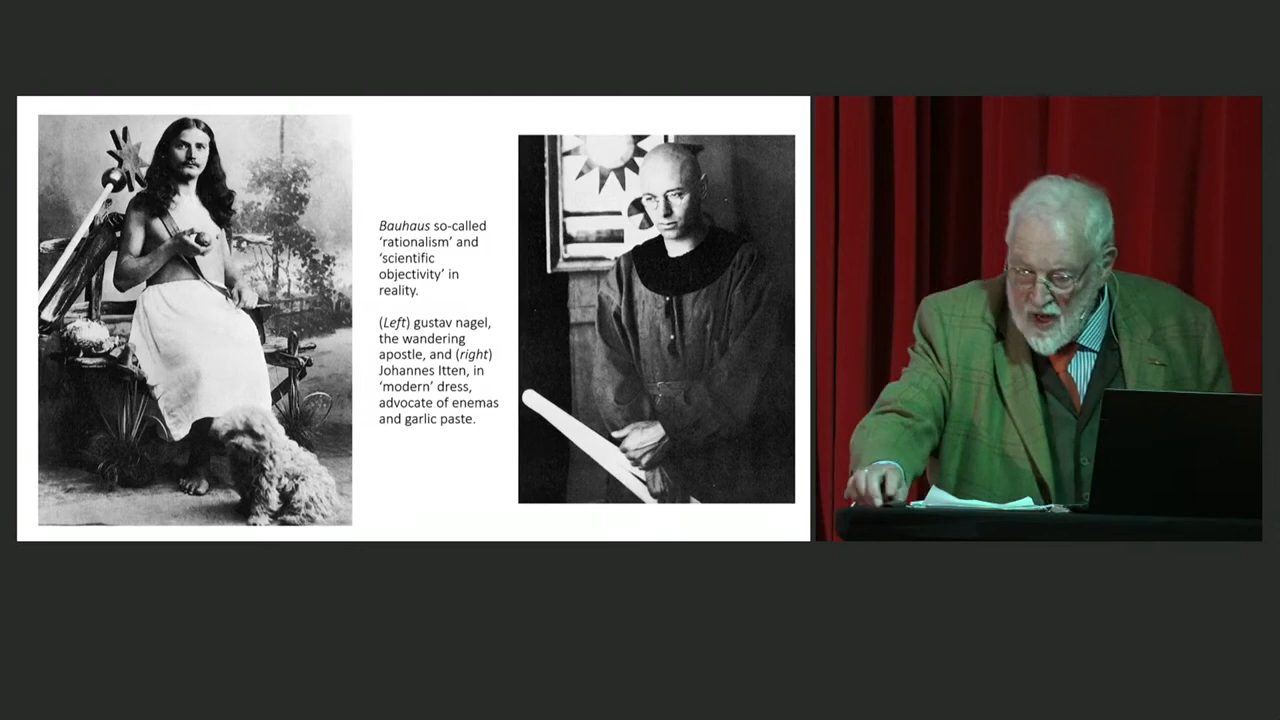 Bauhaus so-called
'rationalism' and
'scientific
objectivity' in
reality.
(Left) gustav nagel,
the wandering
apostle, and (right)
Johannes Itten, in
'modern' dress,
advocate of enemas
and garlic paste.